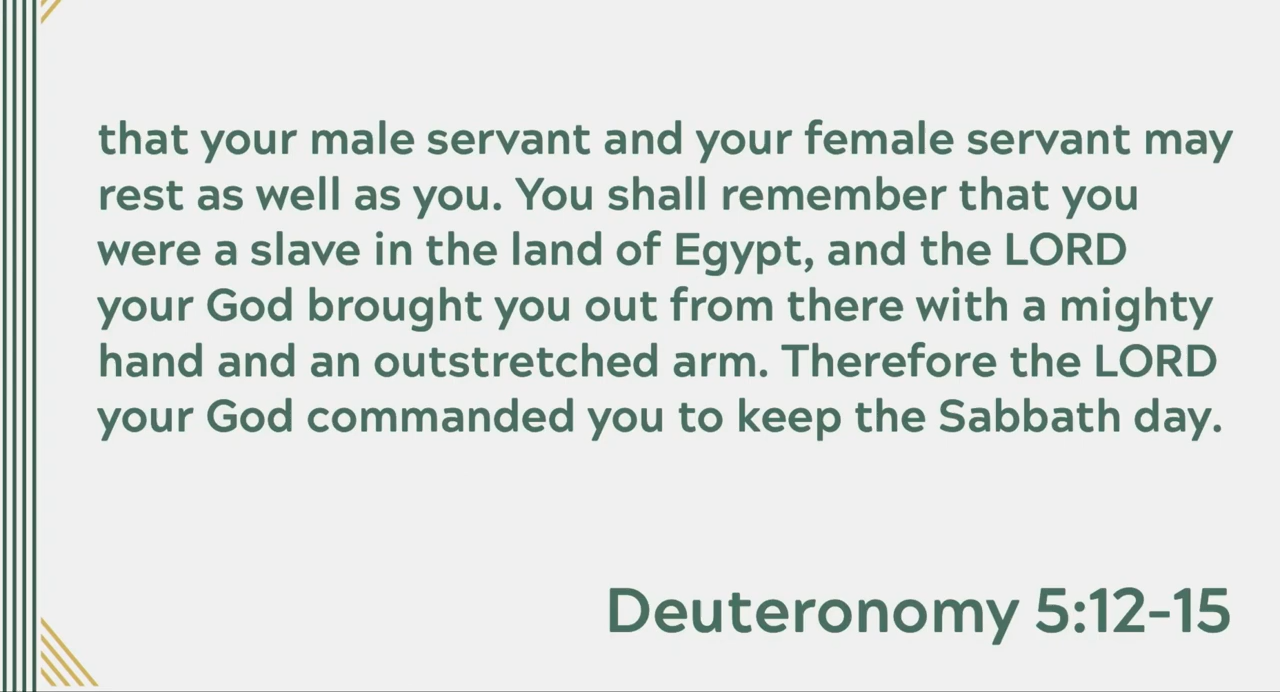 that your male servant and your female servant may
rest as well as you. You shall remember that you
were a slave in the land of Egypt, and the LORD
your God brought you out from there with a mighty
hand and an outstretched arm. Therefore the LORD
your God commanded you to keep the Sabbath day.
Deuteronomy 5:12-15